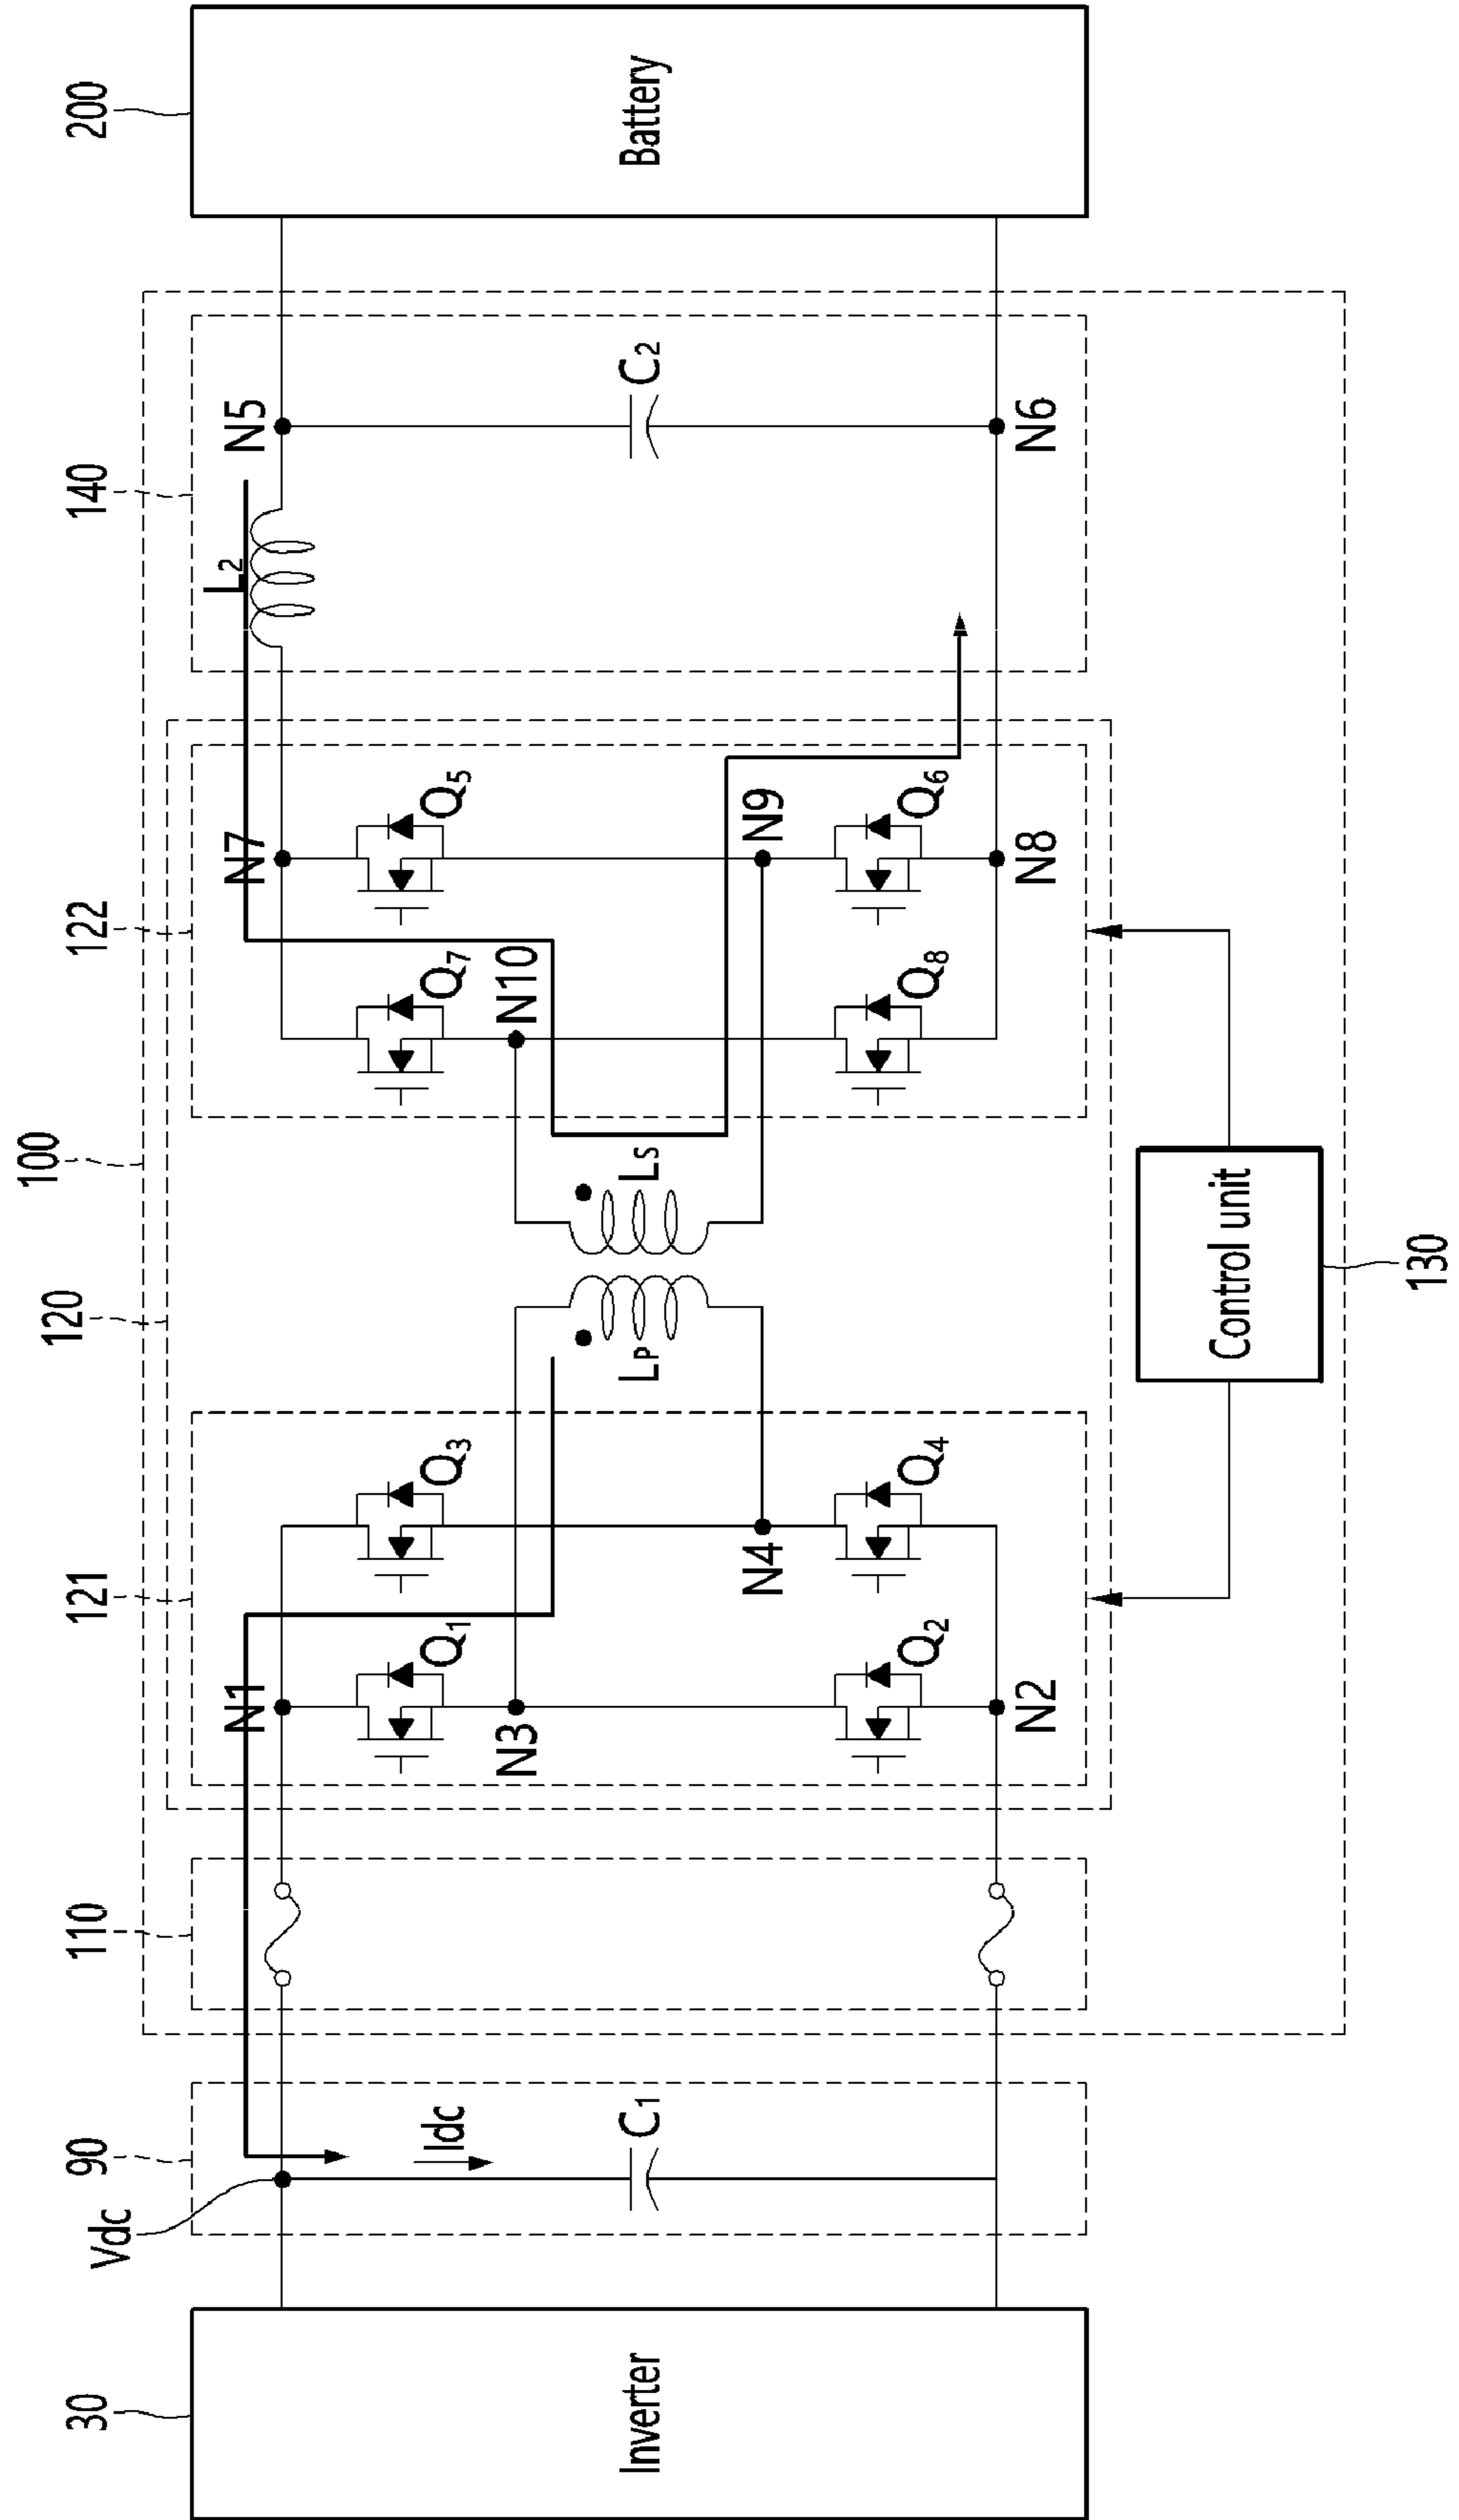 30
Inverter
Vdc
90
Idc
C1
110
100
120
121
N1
Q1
Q3
N3
N4
Q2
Q4
N2
LP
LS
122
N7
Q7
Q5
N10
N9
Q8
Q6
N8
140
L2
N5
C2
N6
200
Battery
Control unit
130